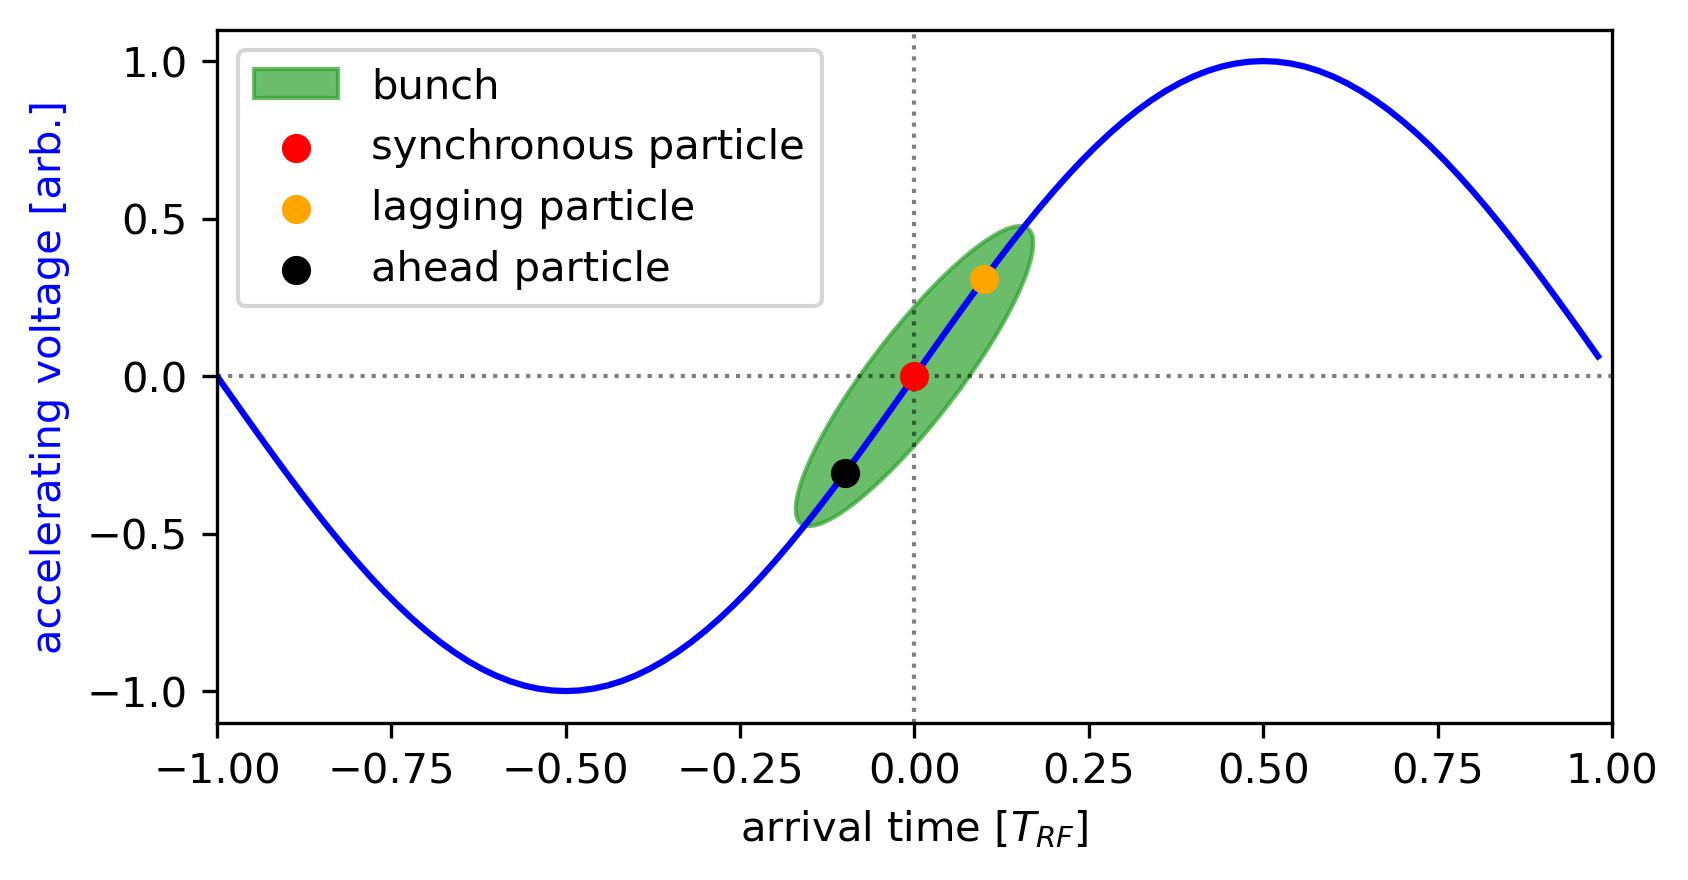 accelerating voltage [arb.]
1.0
0.5
0.0
−0.5
−1.0
bunch
synchronous particle
lagging particle
ahead particle
−1.00 −0.75 −0.50 −0.25 0.00 0.25 0.50 0.75 1.00
arrival time [T_RF]